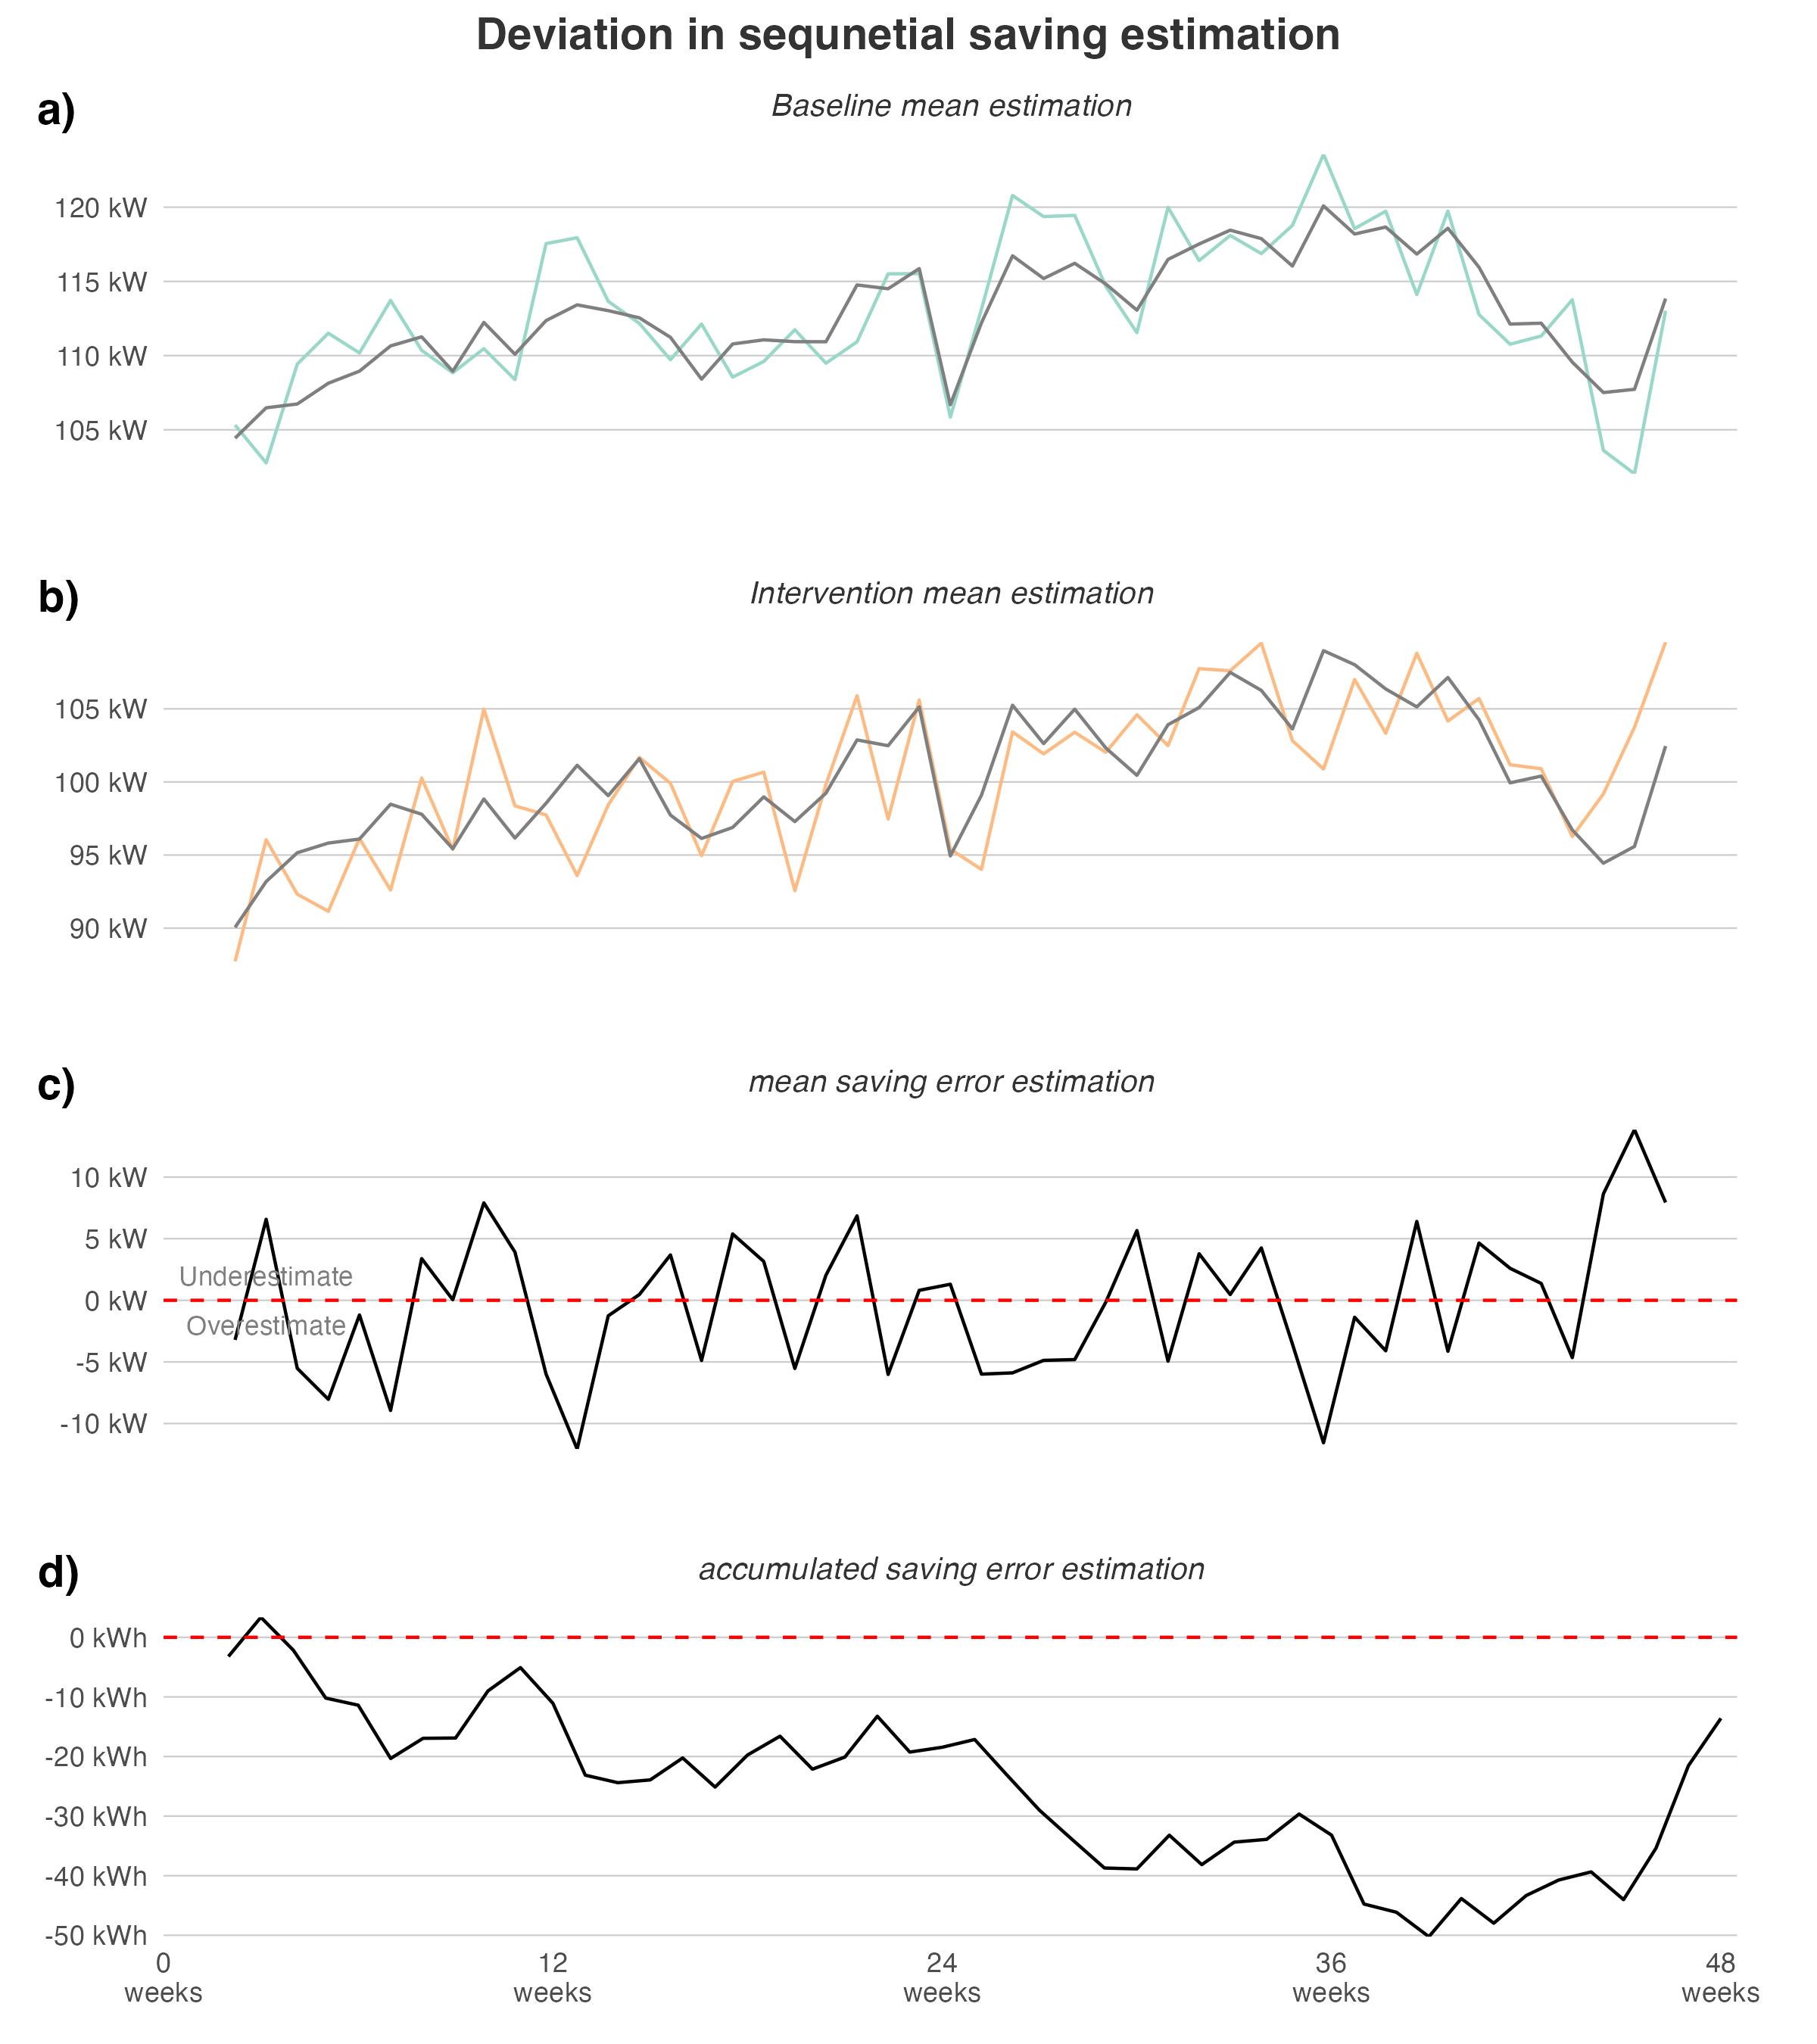 Deviation in sequnetial saving estimation
a)
Baseline mean estimation
120 kW
115 kW
110 kW
105 kW
b)
Intervention mean estimation
105 kW
100 kW
95 kW
90 kW
c)
mean saving error estimation
10 kW
5 kW
Underestimate
0 kW
Overestimate
-5 kW
-10 kW
d)
accumulated saving error estimation
0 kWh
-10 kWh
-20 kWh
-30 kWh
-40 kWh
-50 kWh
0 12 24 36 48
weeks weeks weeks weeks weeks